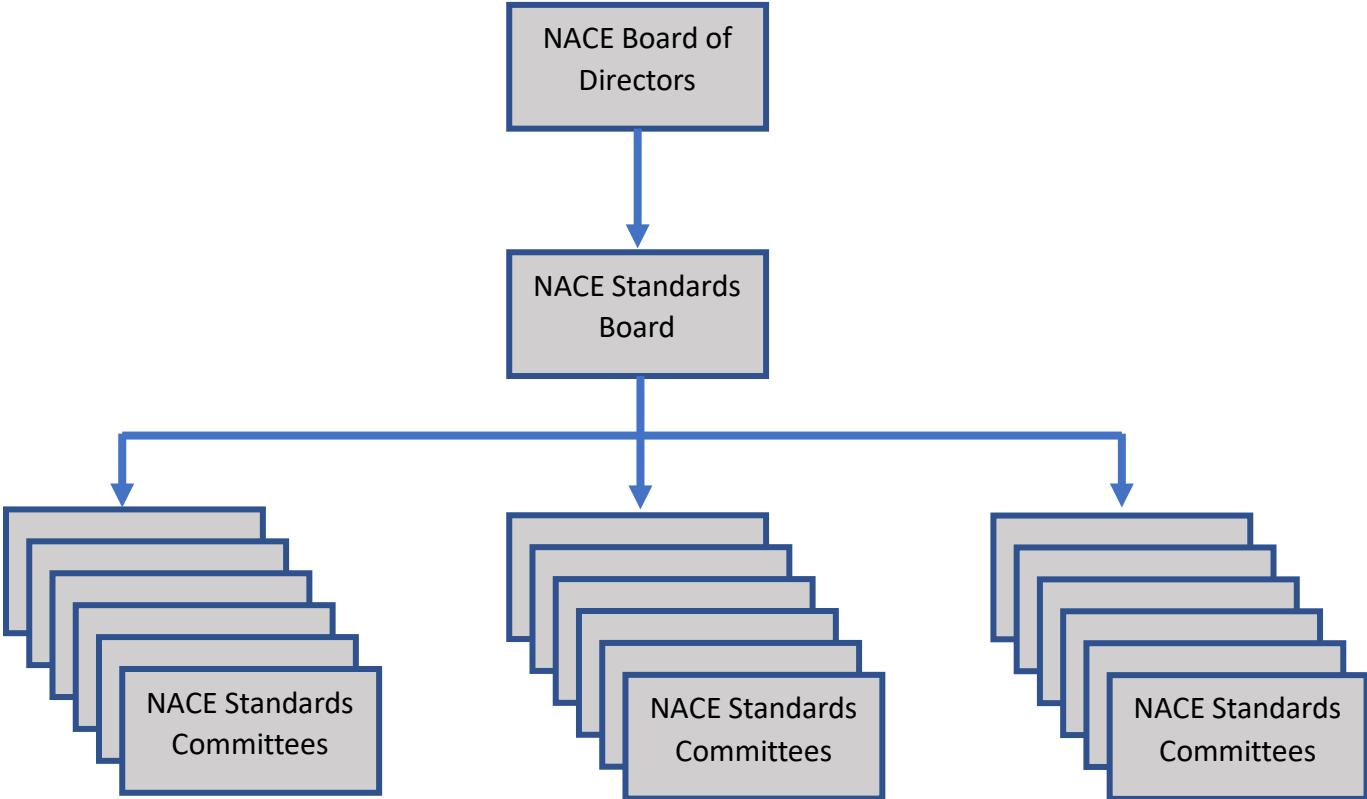 NACE Board of
Directors
NACE Standards
Board
NACE Standards
Committees
NACE Standards
Committees
NACE Standards
Committees